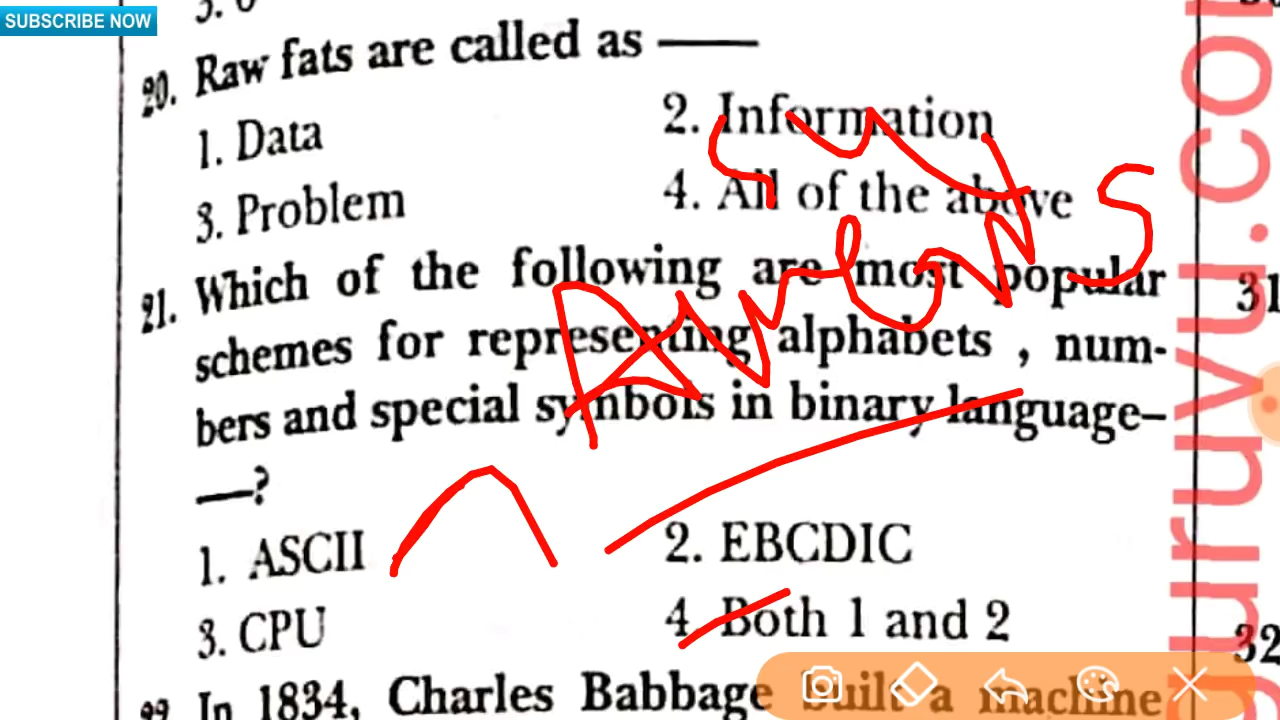 SUBSCRIBE NOW
20. Raw fats are called as ——
1. Data 2. Information
3. Problem 4. All of the above
21. Which of the following are most popular
schemes for representing alphabets , num-
bers and special symbols in binary language–
—?
1. ASCII 2. EBCDIC
3. CPU 4. Both 1 and 2
In 1834, Charles Babbage built a machine
31
32